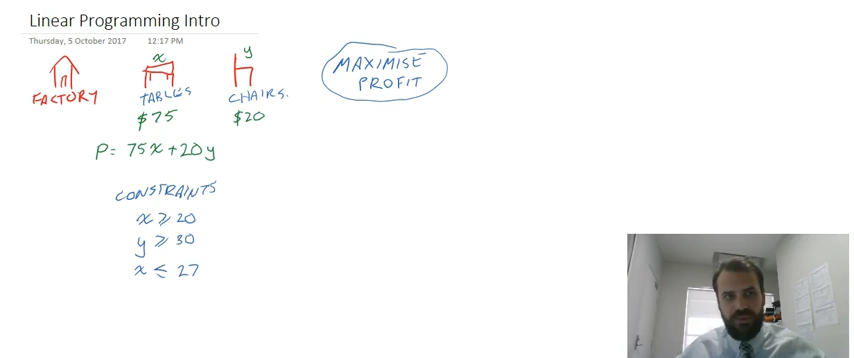 Linear Programming Intro
Thursday, 5 October 2017 12:17 PM
x y
FACTORY TABLES CHAIRS.
$75 $20
MAXIMISE
PROFIT
P = 75x + 20y
CONSTRAINTS
x ≥ 20
y ≥ 30
x ≤ 27